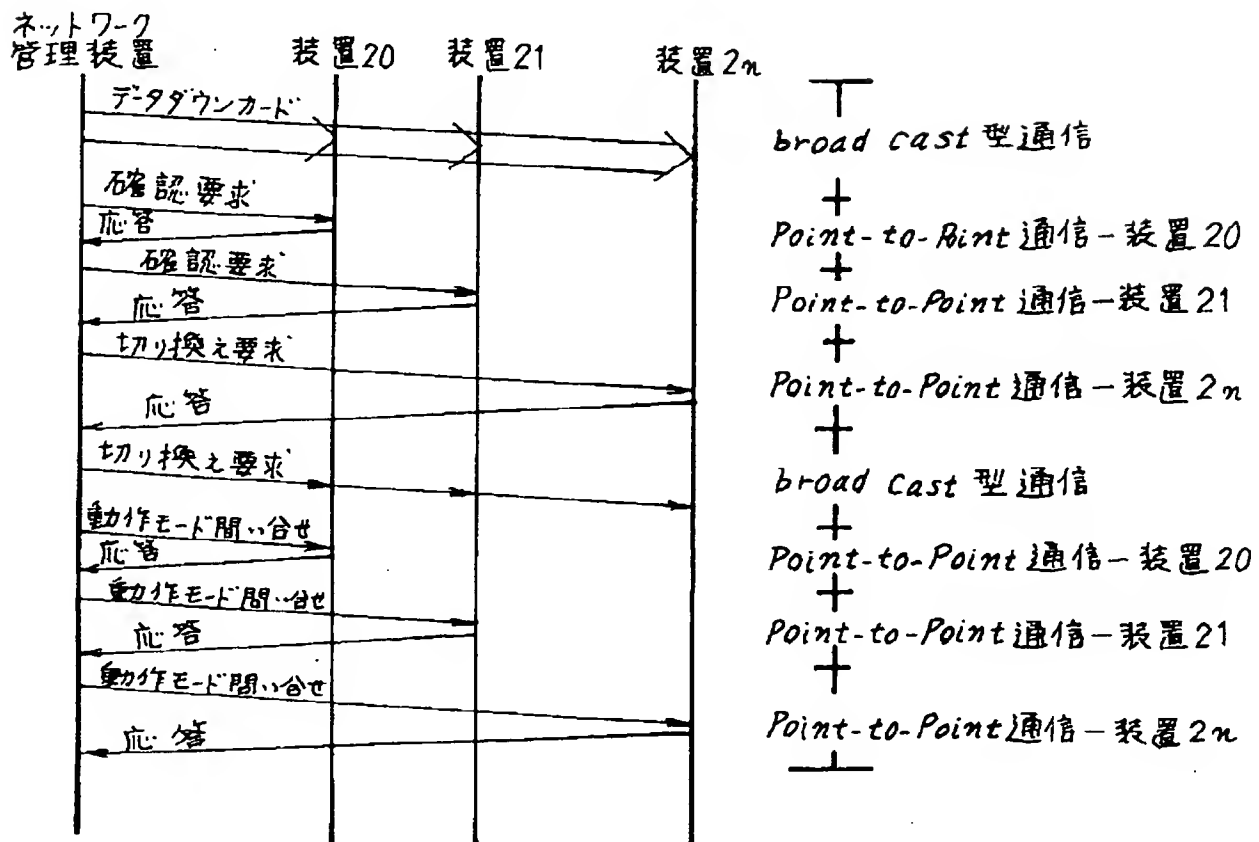 ネットワーク
管理装置
装置20
装置21
装置2n
データダウンカード
broad cast型通信
確認要求
応答
Point-to-Point通信-装置20
確認要求
応答
Point-to-Point通信-装置21
切り換え要求
応答
Point-to-Point通信-装置2n
切り換え要求
broad cast型通信
動作モード問い合せ
応答
Point-to-Point通信-装置20
動作モード問い合せ
応答
Point-to-Point通信-装置21
動作モード問い合せ
応答
Point-to-Point通信-装置2n